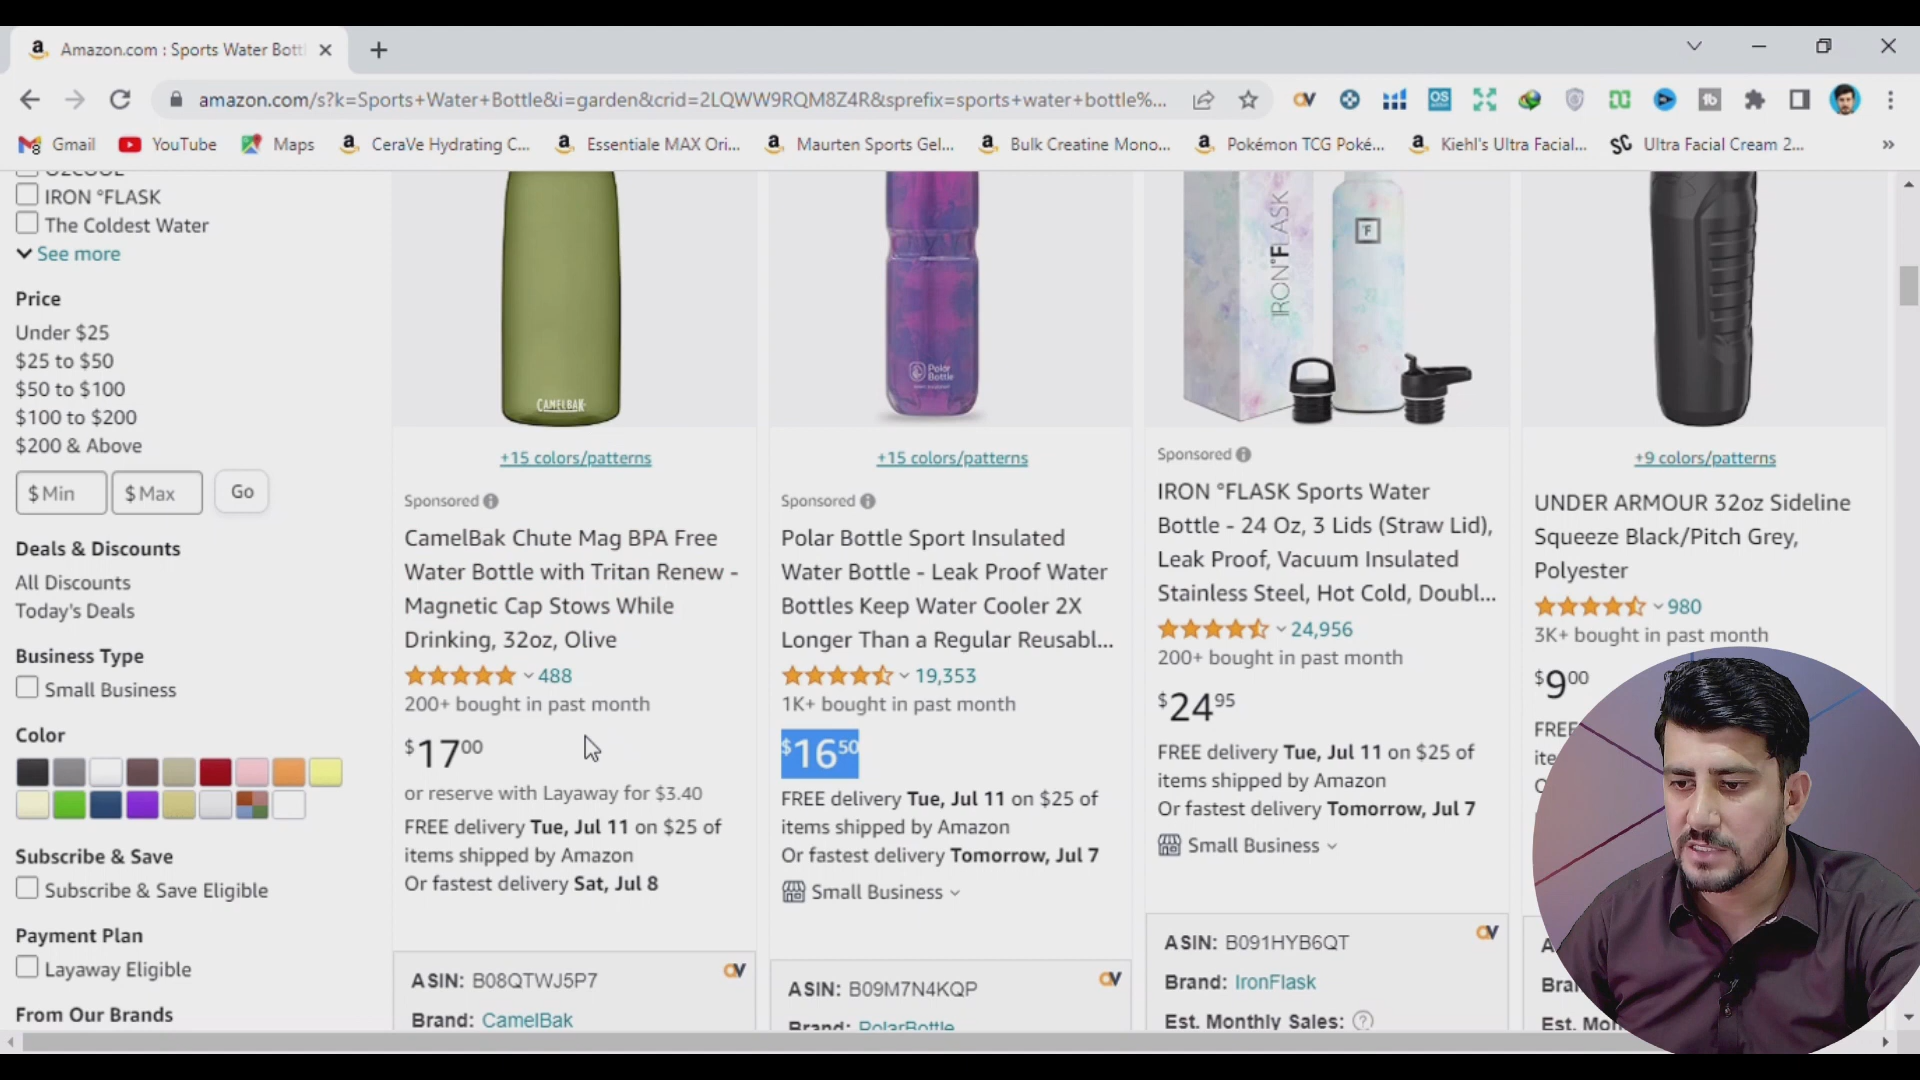 Amazon.com : Sports Water Bott
amazon.com/s?k=Sports+Water+Bottle&i=garden&crid=2LQWW9RQM8Z4R&sprefix=sports+water+bottle%...
Gmail
YouTube
Maps
CeraVe Hydrating C...
Essentiale MAX Ori...
Maurten Sports Gel...
Bulk Creatine Mono...
Pokémon TCG Poké...
Kiehl's Ultra Facial...
Ultra Facial Cream 2...
IRON °FLASK
The Coldest Water
See more
Price
Under $25
$25 to $50
$50 to $100
$100 to $200
$200 & Above
$ Min
$ Max
Go
Deals & Discounts
All Discounts
Today's Deals
Business Type
Small Business
Color
Subscribe & Save
Subscribe & Save Eligible
Payment Plan
Layaway Eligible
From Our Brands
CAMELBAK
+15 colors/patterns
Sponsored
CamelBak Chute Mag BPA Free
Water Bottle with Tritan Renew -
Magnetic Cap Stows While
Drinking, 32oz, Olive
488
200+ bought in past month
$17 00
or reserve with Layaway for $3.40
FREE delivery Tue, Jul 11 on $25 of
items shipped by Amazon
Or fastest delivery Sat, Jul 8
ASIN: B08QTWJ5P7
Brand: CamelBak
Polar
Bottle
+15 colors/patterns
Sponsored
Polar Bottle Sport Insulated
Water Bottle - Leak Proof Water
Bottles Keep Water Cooler 2X
Longer Than a Regular Reusabl...
19,353
1K+ bought in past month
$16 50
FREE delivery Tue, Jul 11 on $25 of
items shipped by Amazon
Or fastest delivery Tomorrow, Jul 7
Small Business
ASIN: B09M7N4KQP
Brand: PolarBottle
IRON°FLASK
Sponsored
IRON °FLASK Sports Water
Bottle - 24 Oz, 3 Lids (Straw Lid),
Leak Proof, Vacuum Insulated
Stainless Steel, Hot Cold, Doubl...
24,956
200+ bought in past month
$24 95
FREE delivery Tue, Jul 11 on $25 of
items shipped by Amazon
Or fastest delivery Tomorrow, Jul 7
Small Business
ASIN: B091HYB6QT
Brand: IronFlask
Est. Monthly Sales:
+9 colors/patterns
UNDER ARMOUR 32oz Sideline
Squeeze Black/Pitch Grey,
Polyester
980
3K+ bought in past month
$9 00
FREE